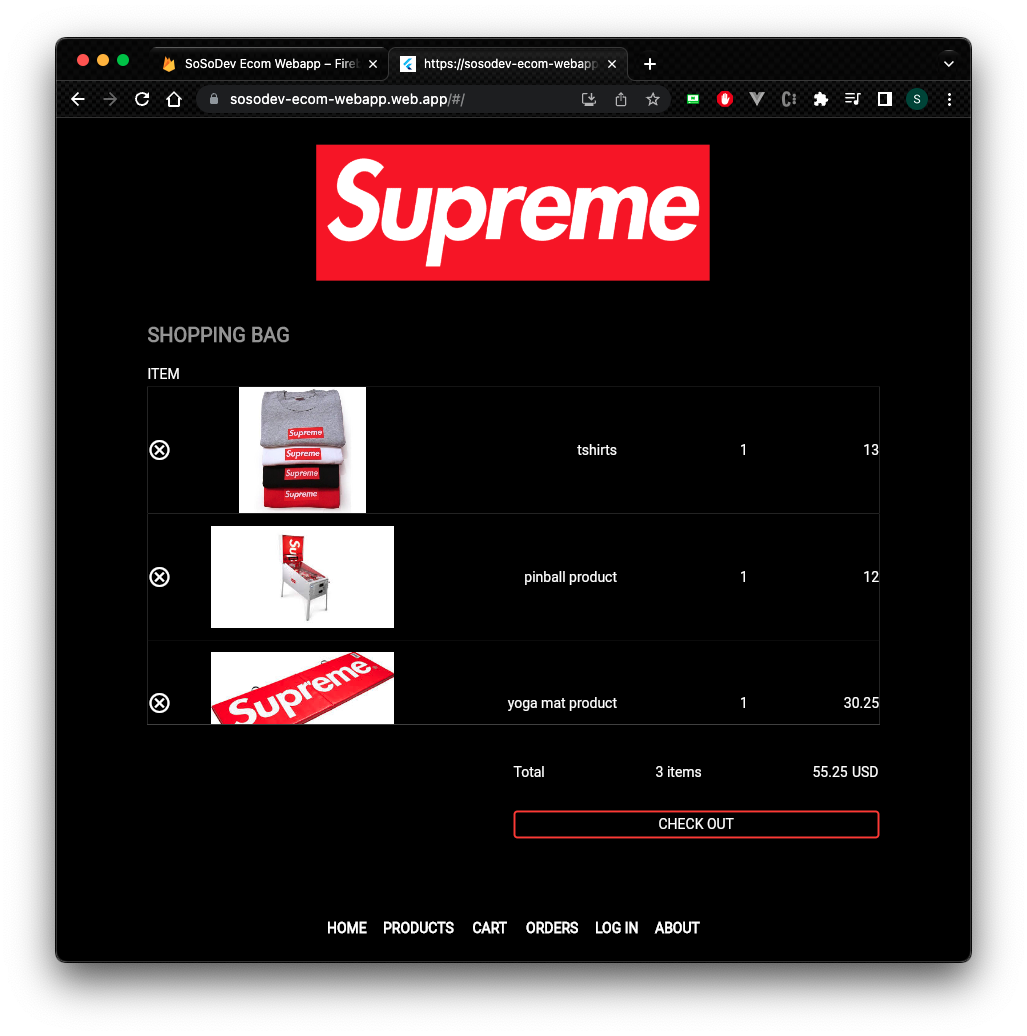 SoSoDev Ecom Webapp – Fireb
https://sosodev-ecom-webapp
sosodev-ecom-webapp.web.app/#/
S
Supreme
SHOPPING BAG
ITEM
Supreme
Supreme
Supreme
Supreme
tshirts 1 13
Su
pinball product 1 12
Supreme
yoga mat product 1 30.25
Total 3 items 55.25 USD
CHECK OUT
HOME PRODUCTS CART ORDERS LOG IN ABOUT